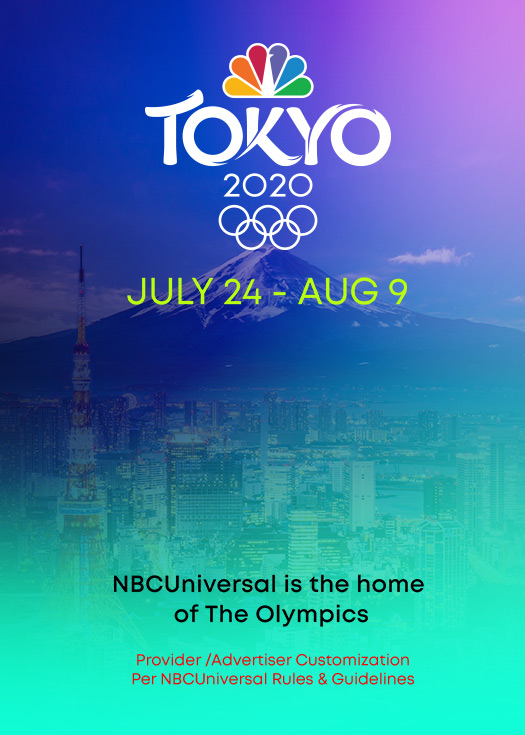 TOKYO
2020
JULY 24 - AUG 9
NBCUniversal is the home
of The Olympics
Provider /Advertiser Customization
Per NBCUniversal Rules & Guidelines